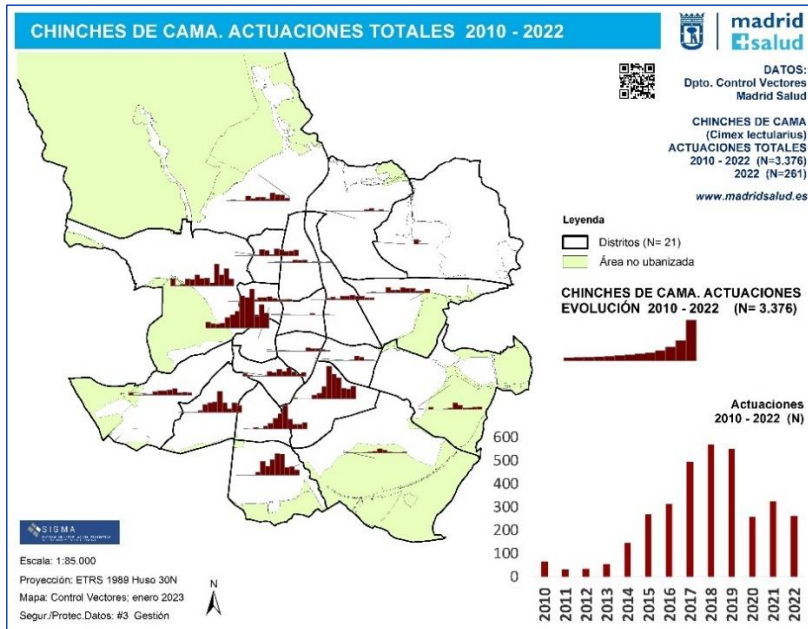 CHINCHES DE CAMA. ACTUACIONES TOTALES 2010 - 2022
madrid
salud
DATOS:
Dpto. Control Vectores
Madrid Salud
CHINCHES DE CAMA
(Cimex lectularius)
ACTUACIONES TOTALES
2010 - 2022 (N=3.376)
2022 (N=261)
www.madridsalud.es
Leyenda
Distritos (N= 21)
Área no ubanizada
CHINCHES DE CAMA. ACTUACIONES
EVOLUCIÓN 2010 - 2022 (N= 3.376)
Actuaciones
2010 - 2022 (N)
600
500
400
300
200
100
0
2010
2011
2012
2013
2014
2015
2016
2017
2018
2019
2020
2021
2022
SIGMA
Escala: 1:85.000
Proyección: ETRS 1989 Huso 30N
Mapa: Control Vectores; enero 2023
Segur./Protec.Datos: #3 Gestión
N